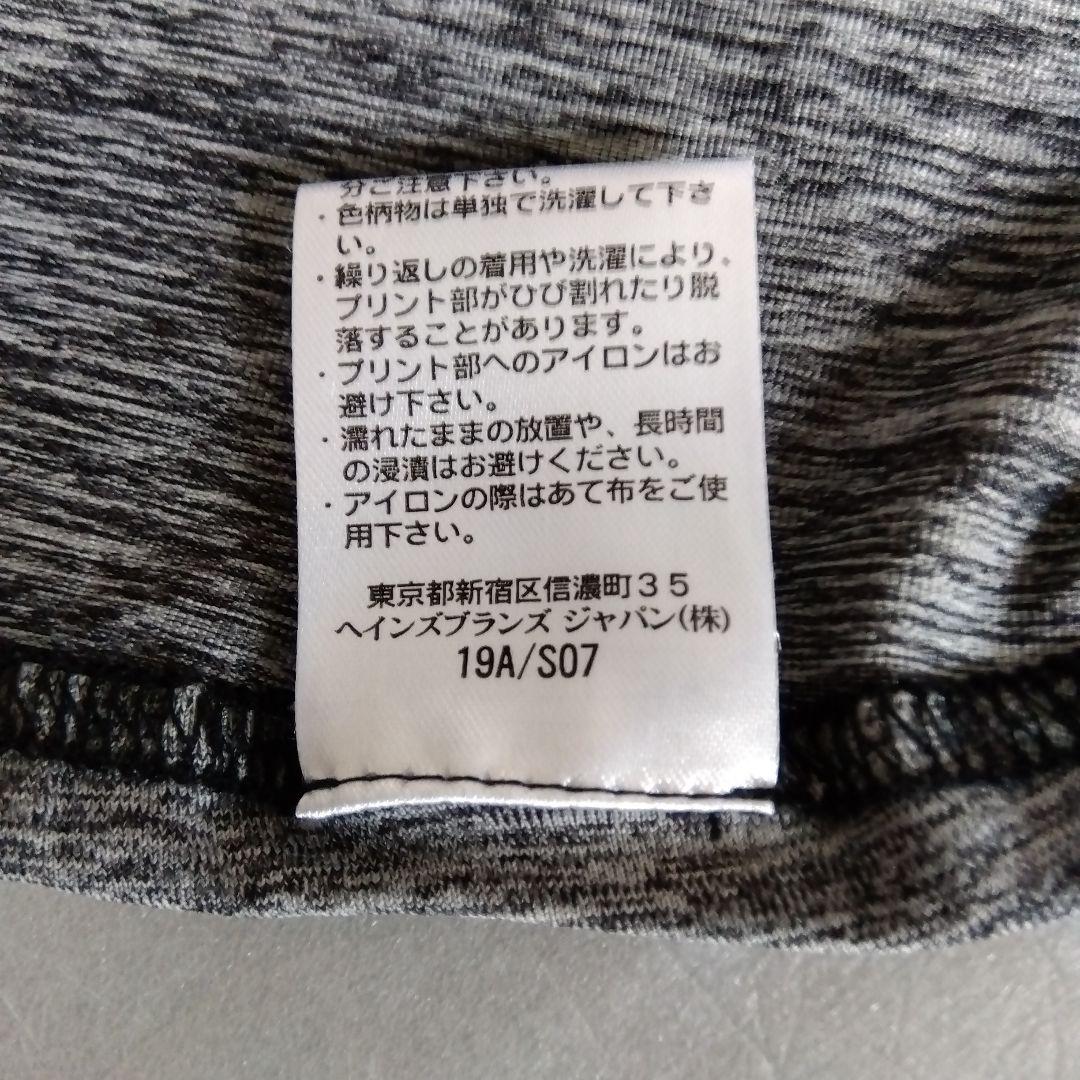 分ご注意下さい。
・色柄物は単独で洗濯して下さ
い。
・繰り返しの着用や洗濯により、
プリント部がひび割れたり脱
落することがあります。
・プリント部へのアイロンはお
避け下さい。
・濡れたままの放置や、長時間
の浸漬はお避けください。
・アイロンの際はあて布をご使
用下さい。
東京都新宿区信濃町３５
ヘインズブランズ ジャパン(株)
19A/S07